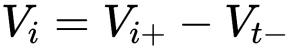 V_i = V_{i+} − V_{t−}